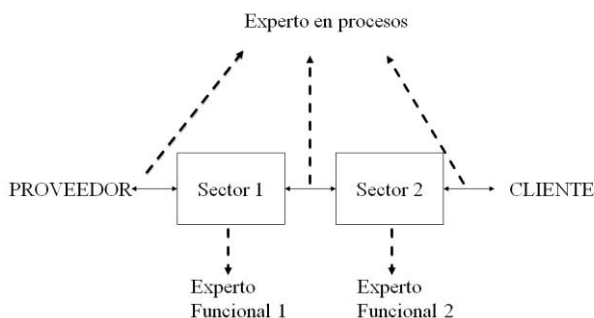 Experto en procesos
PROVEEDOR
Sector 1
Sector 2
CLIENTE
Experto
Funcional 1
Experto
Funcional 2